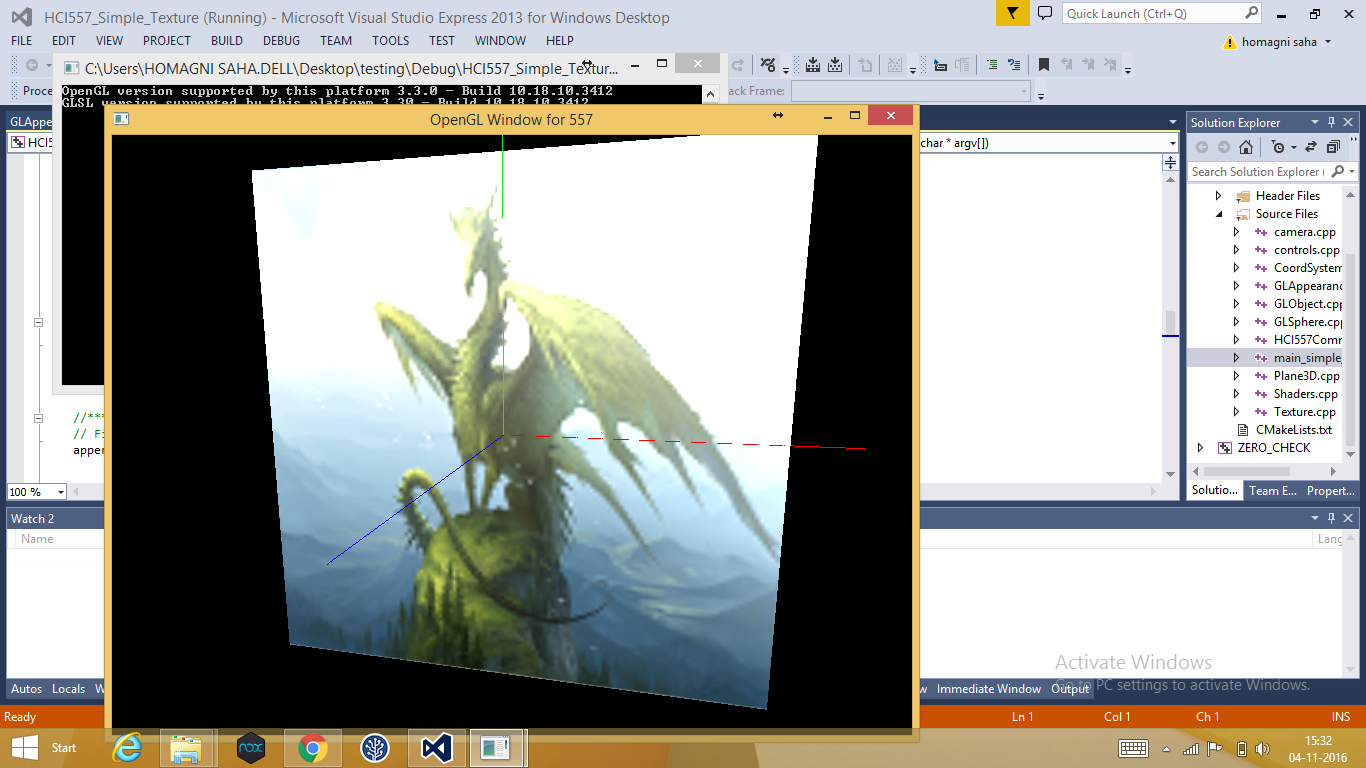 HCI557_Simple_Texture (Running) - Microsoft Visual Studio Express 2013 for Windows Desktop
Quick Launch (Ctrl+Q)
FILE EDIT VIEW PROJECT BUILD DEBUG TEAM TOOLS TEST WINDOW HELP
homagni saha
C:\Users\HOMAGNI SAHA.DELL\Desktop\testing\Debug\HCI557_Simple_Textur...
Proce
ack Frame:
OpenGL version supported by this platform 3.3.0 - Build 10.18.10.3412
GLSL version supported by this platform 3.30 - Build 10.18.10.3412
OpenGL Window for 557
GLAppe
HCI5
char * argv[])
Solution Explorer
Search Solution Explorer (
Header Files
Source Files
camera.cpp
controls.cpp
CoordSystem
GLAppearanc
GLObject.cpp
GLSphere.cpp
HCI557Comm
main_simple_
Plane3D.cpp
Shaders.cpp
Texture.cpp
CMakeLists.txt
ZERO_CHECK
//***
// Fi
appea
100 %
Solutio... Team E... Propert...
Watch 2
Name
Lang
Activate Windows
Go to PC settings to activate Windows.
Autos Locals W
w Immediate Window Output
Ready
Ln 1 Col 1 Ch 1 INS
Start
nox
15:32
04-11-2016